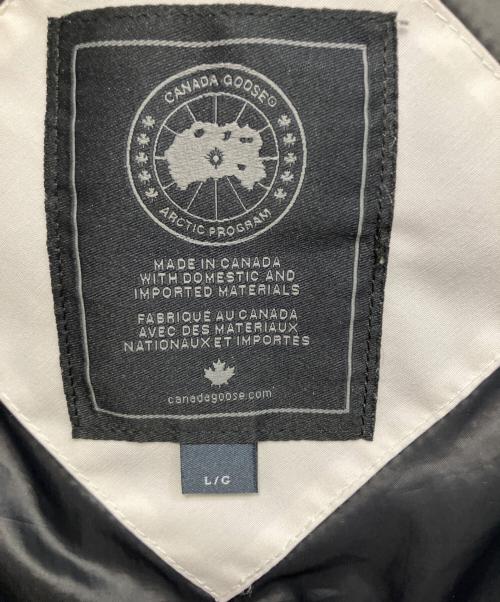 CANADA GOOSE®
ARCTIC PROGRAM
MADE IN CANADA
WITH DOMESTIC AND
IMPORTED MATERIALS
FABRIQUÉ AU CANADA
AVEC DES MATERIAUX
NATIONAUX ET IMPORTÉS
canadagoose.com
L/G